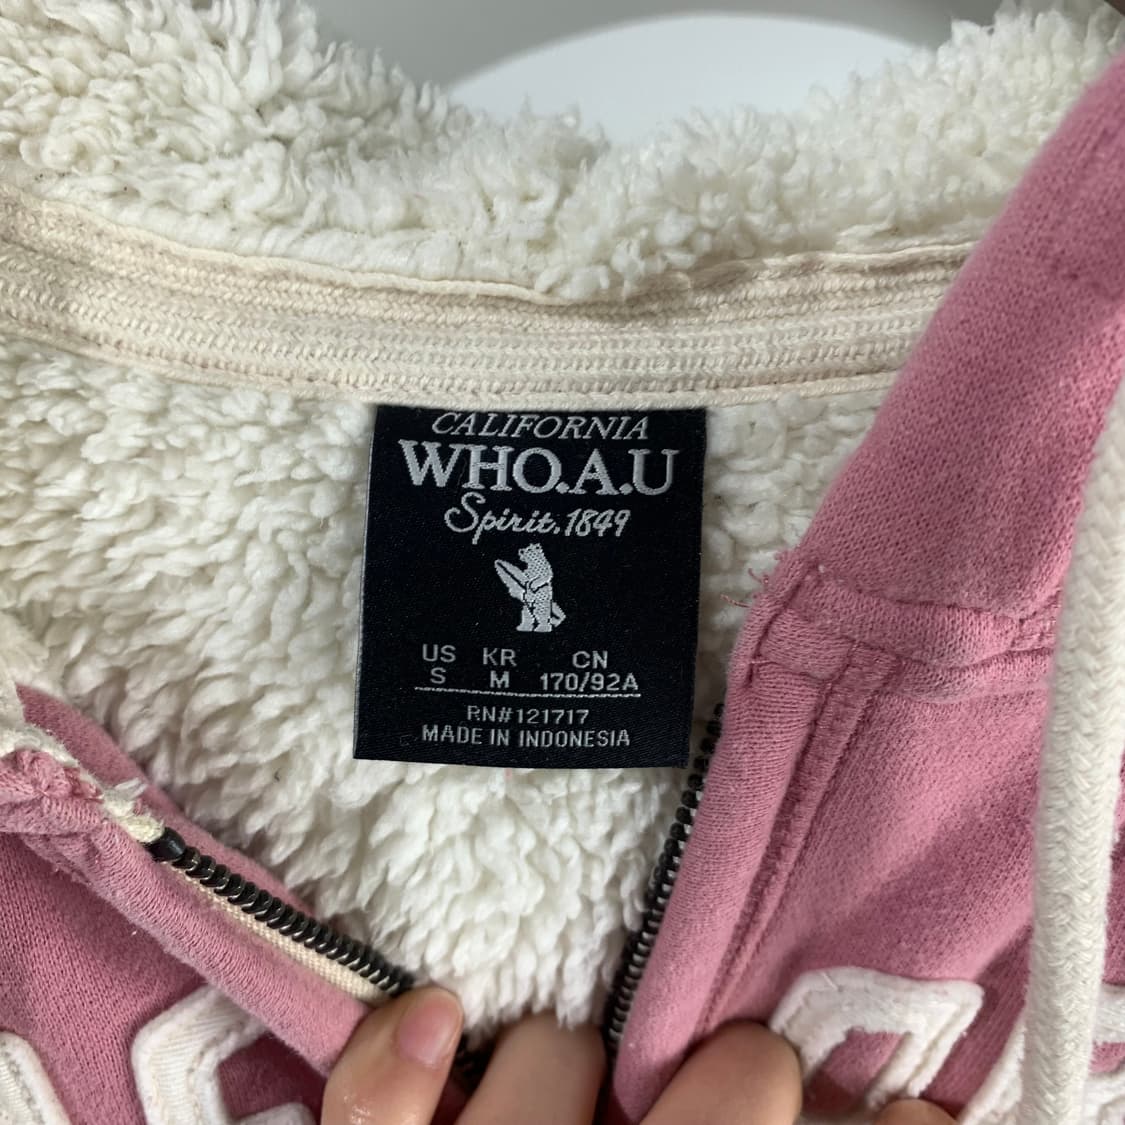 CALIFORNIA
WHO.A.U
Spirit.1849
US KR CN
S M 170/92A
RN#121717
MADE IN INDONESIA